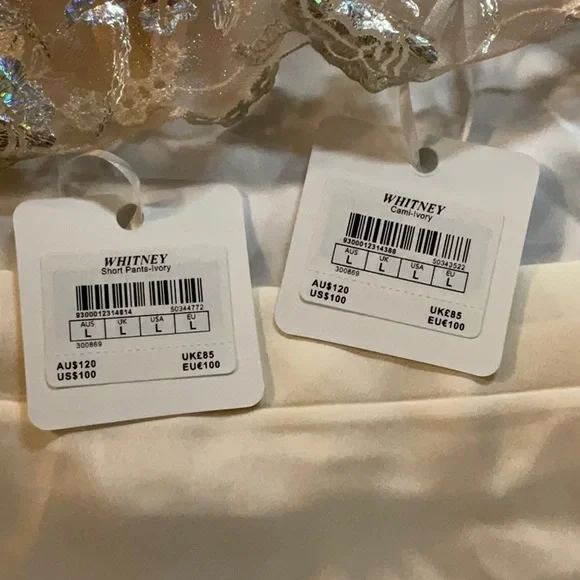 WHITNEY
Short Pants-Ivory
9300012314814 50344772
AUS UK USA EU
L L L L
300869
AU$120 UK£85
US$100 EU€100
WHITNEY
Cami-Ivory
9300012314388 50343522
AUS UK USA EU
L L L L
300869
AU$120 UK£85
US$100 EU€100